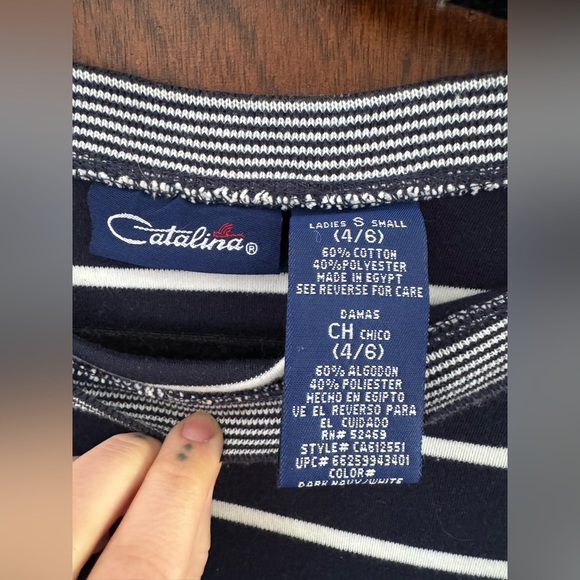 Catalina®
LADIES S SMALL
(4/6)
60% COTTON
40%POLYESTER
MADE IN EGYPT
SEE REVERSE FOR CARE
DAMAS
CH CHICO
(4/6)
60% ALGODON
40% POLIESTER
HECHO EN EGIPTO
VE EL REVERSO PARA
EL CUIDADO
RN# 52469
STYLE# CA612551
UPC# 66259943401
COLOR#
DARK NAVY/WHITE